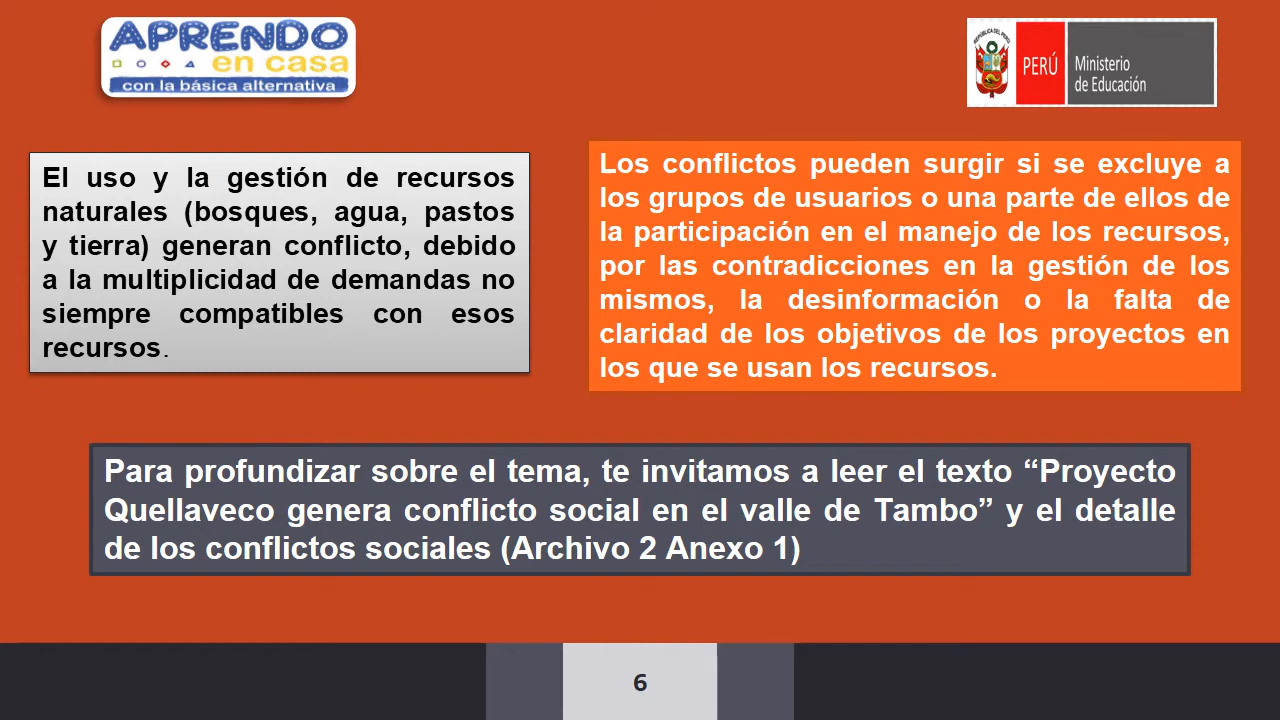 APRENDO
en casa
con la básica alternativa
REPÚBLICA DEL PERÚ
PERÚ
Ministerio
de Educación
El uso y la gestión de recursos
naturales (bosques, agua, pastos
y tierra) generan conflicto, debido
a la multiplicidad de demandas no
siempre compatibles con esos
recursos.
Los conflictos pueden surgir si se excluye a
los grupos de usuarios o una parte de ellos de
la participación en el manejo de los recursos,
por las contradicciones en la gestión de los
mismos, la desinformación o la falta de
claridad de los objetivos de los proyectos en
los que se usan los recursos.
Para profundizar sobre el tema, te invitamos a leer el texto “Proyecto
Quellaveco genera conflicto social en el valle de Tambo” y el detalle
de los conflictos sociales (Archivo 2 Anexo 1)
6